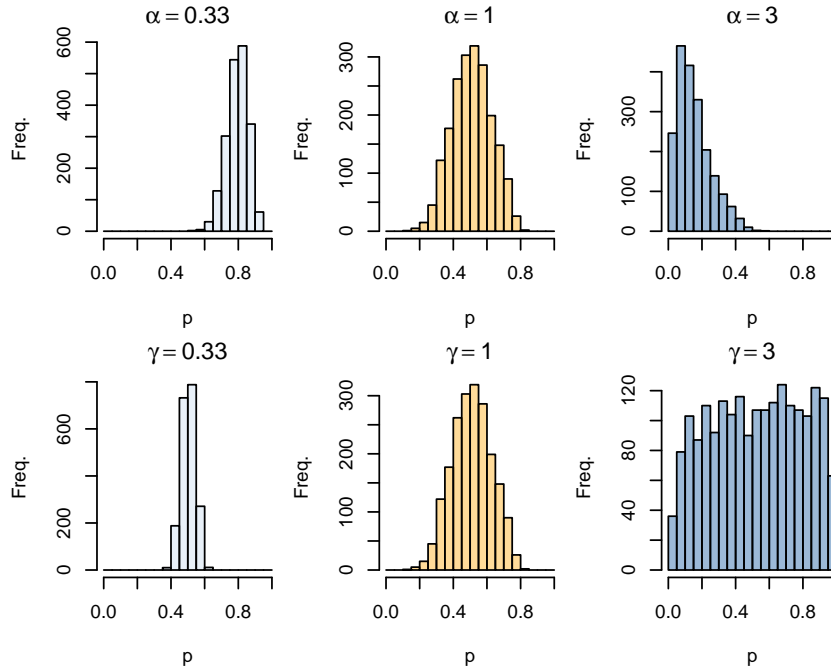 α = 0.33
α = 1
α = 3
Freq.
0 200 400 600
0.0 0.4 0.8
p
Freq.
0 100 200 300
0.0 0.4 0.8
p
Freq.
0 100 300
0.0 0.4 0.8
p
γ = 0.33
γ = 1
γ = 3
Freq.
0 200 600
0.0 0.4 0.8
p
Freq.
0 100 200 300
0.0 0.4 0.8
p
Freq.
0 40 80 120
0.0 0.4 0.8
p